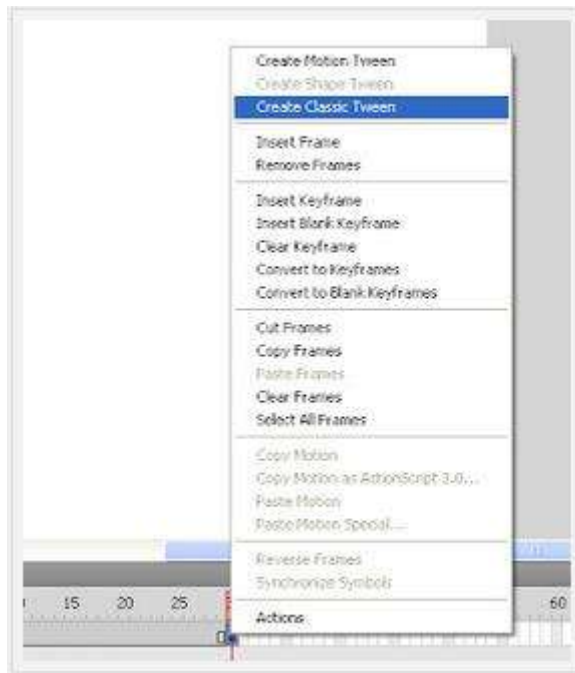 Create Motion Tween
Create Shape Tween
Create Classic Tween
Insert Frame
Remove Frames
Insert Keyframe
Insert Blank Keyframe
Clear Keyframe
Convert to Keyframes
Convert to Blank Keyframes
Cut Frames
Copy Frames
Paste Frames
Clear Frames
Select All Frames
Copy Motion
Copy Motion as ActionScript 3.0...
Paste Motion
Paste Motion Special...
Reverse Frames
Synchronize Symbols
Actions
15 20 25 60